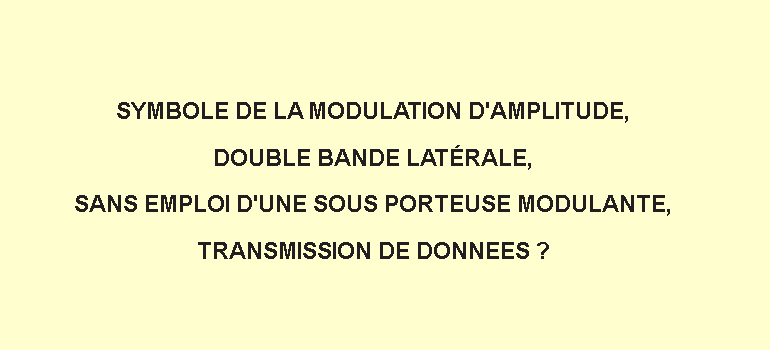 SYMBOLE DE LA MODULATION D'AMPLITUDE,
DOUBLE BANDE LATÉRALE,
SANS EMPLOI D'UNE SOUS PORTEUSE MODULANTE,
TRANSMISSION DE DONNEES ?